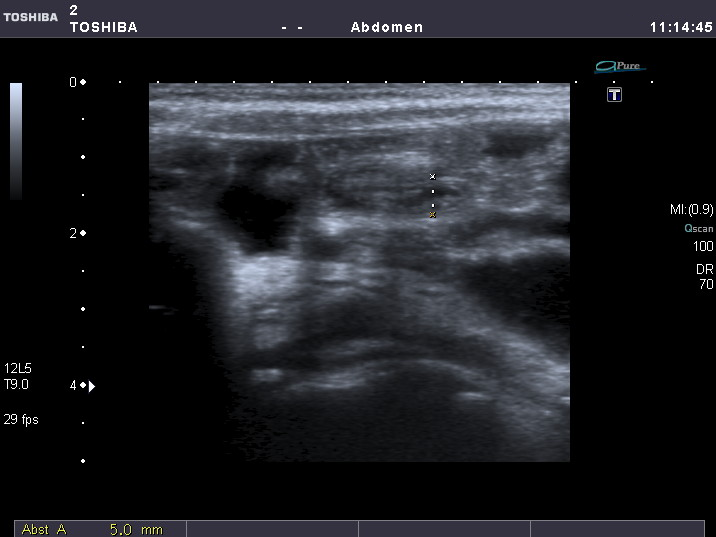 TOSHIBA
2
TOSHIBA
- -
Abdomen
11:14:45
APure
T
0
2
4
MI:(0.9)
Qscan
100
DR
70
12L5
T9.0
29 fps
Abst A 5.0 mm